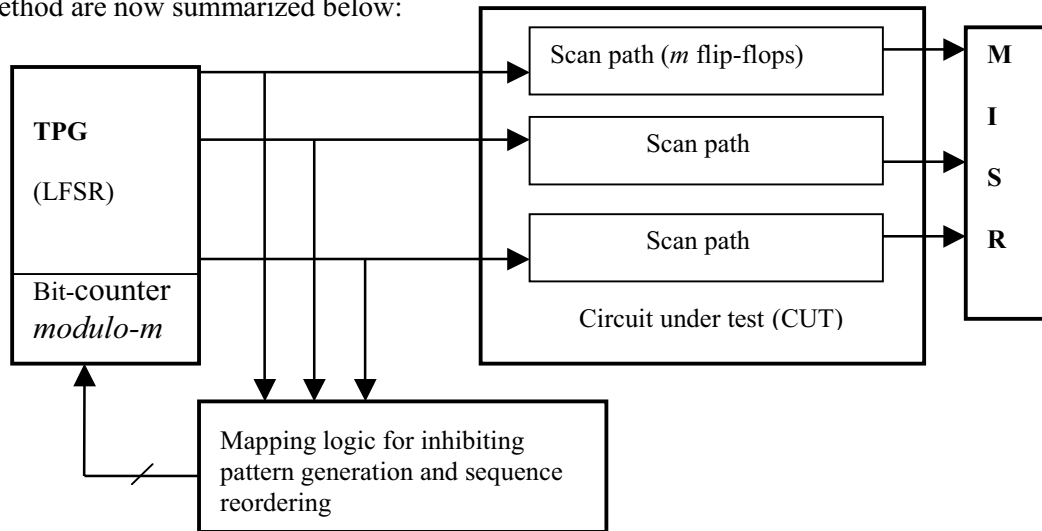 ethod are now summarized below:
TPG
(LFSR)
Bit-counter
modulo-m
Scan path (m flip-flops)
Scan path
Scan path
Circuit under test (CUT)
M
I
S
R
Mapping logic for inhibiting
pattern generation and sequence
reordering